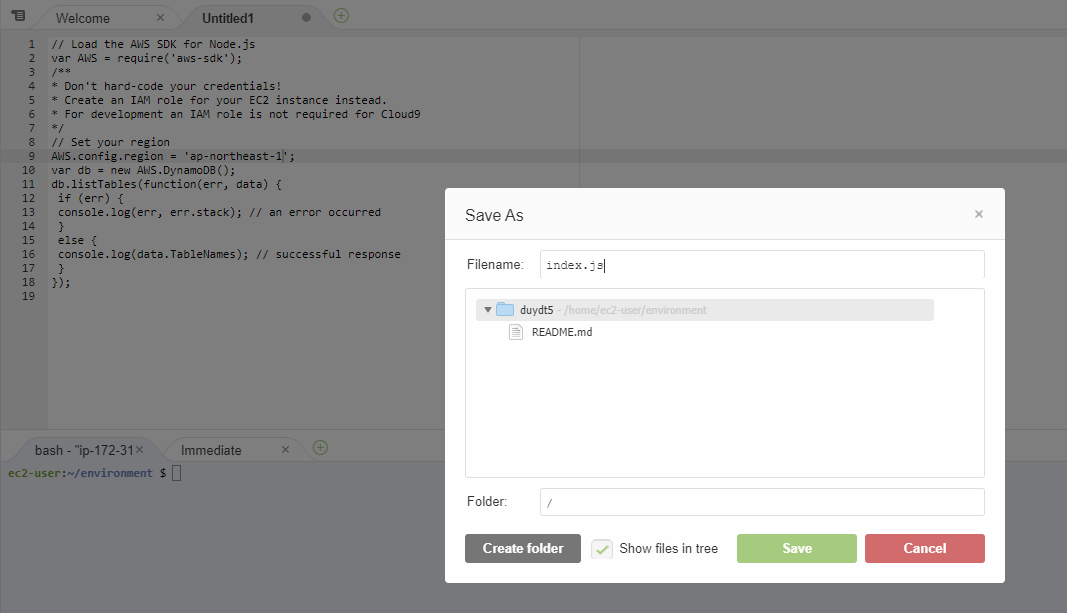 Welcome
Untitled1
1 // Load the AWS SDK for Node.js
2 var AWS = require('aws-sdk');
3 /**
4 * Don't hard-code your credentials!
5 * Create an IAM role for your EC2 instance instead.
6 * For development an IAM role is not required for Cloud9
7 */
8 // Set your region
9 AWS.config.region = 'ap-northeast-1';
10 var db = new AWS.DynamoDB();
11 db.listTables(function(err, data) {
12 if (err) {
13 console.log(err, err.stack); // an error occurred
14 }
15 else {
16 console.log(data.TableNames); // successful response
17 }
18 });
19
Save As
Filename: index.js
duydt5 - /home/ec2-user/environment
README.md
Folder: /
Create folder
Show files in tree
Save
Cancel
bash - "ip-172-31
Immediate
ec2-user:~/environment $